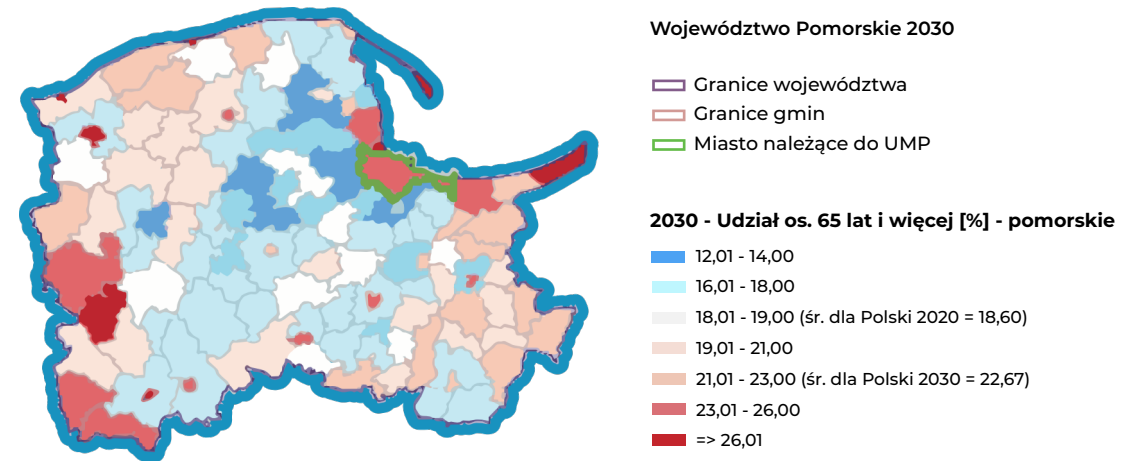 Województwo Pomorskie 2030
Granice województwa
Granice gmin
Miasto należące do UMP
2030 - Udział os. 65 lat i więcej [%] - pomorskie
12,01 - 14,00
16,01 - 18,00
18,01 - 19,00 (śr. dla Polski 2020 = 18,60)
19,01 - 21,00
21,01 - 23,00 (śr. dla Polski 2030 = 22,67)
23,01 - 26,00
=> 26,01